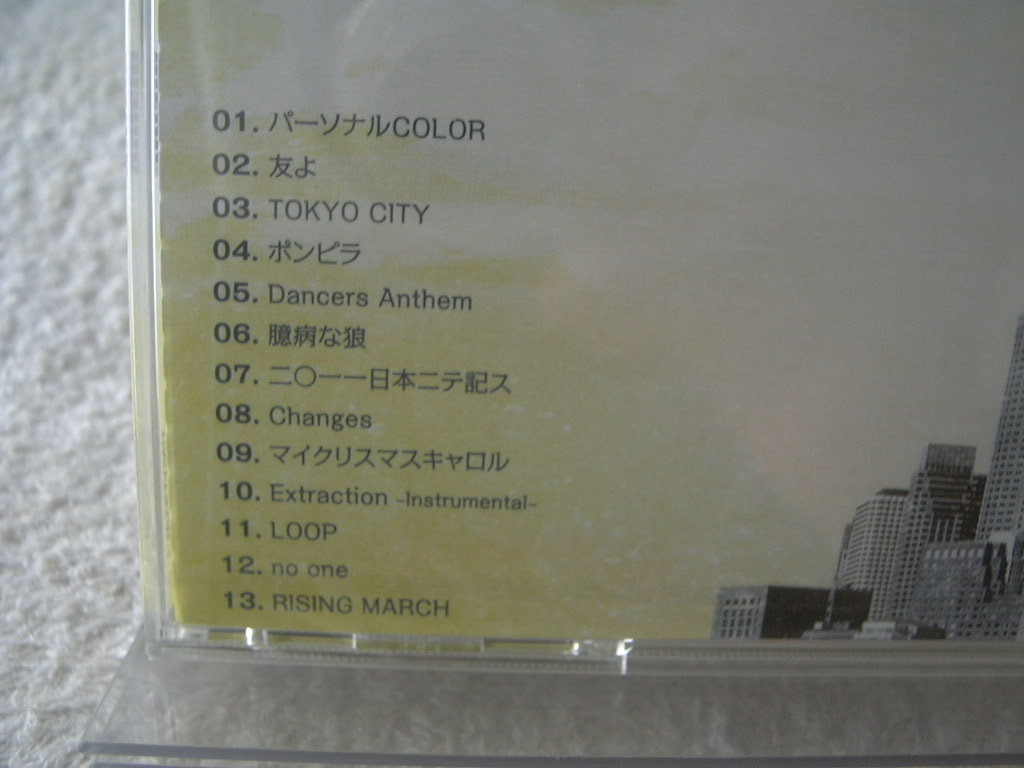 01. パーソナルCOLOR
02. 友よ
03. TOKYO CITY
04. ポンピラ
05. Dancers Anthem
06. 臆病な狼
07. 二〇一一日本ニテ記ス
08. Changes
09. マイクリスマスキャロル
10. Extraction -Instrumental-
11. LOOP
12. no one
13. RISING MARCH